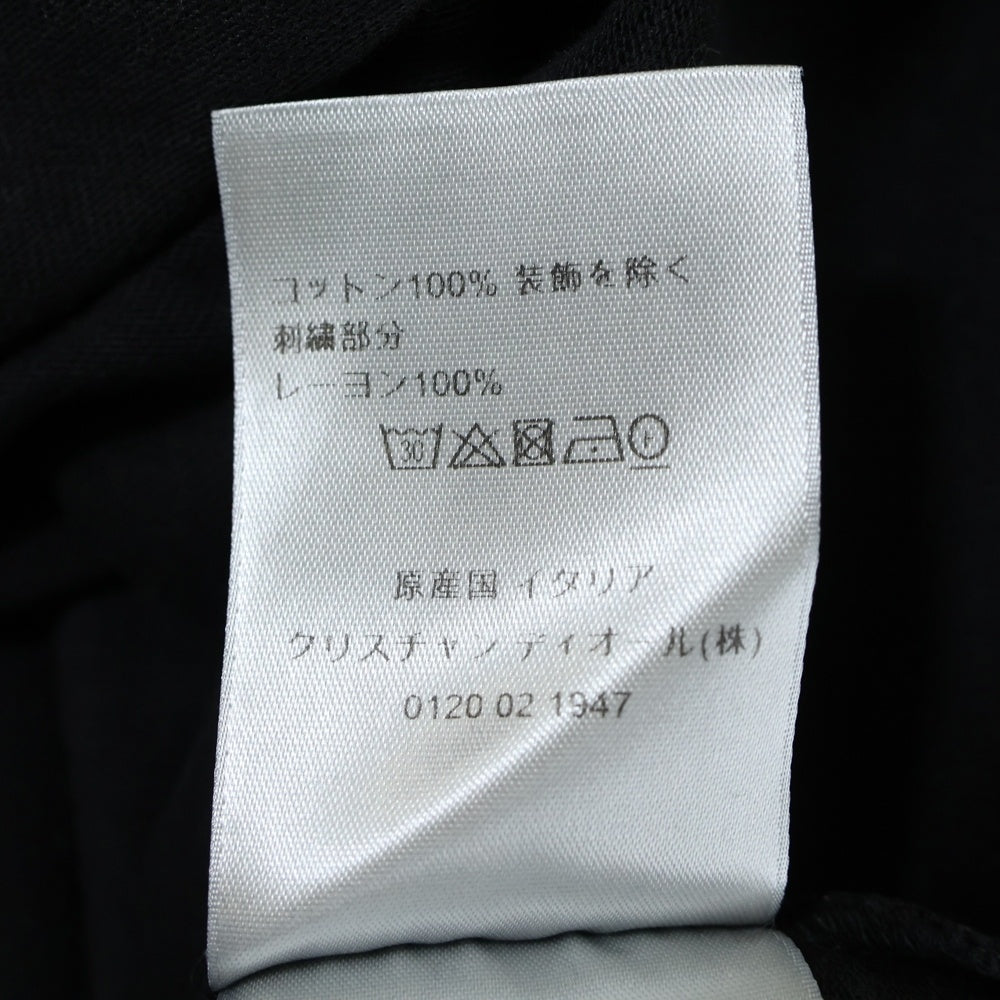 コットン100% 装飾を除く
刺繍部分
レーヨン100%
30 F
原産国 イタリア
クリスチャン ディオール(株)
0120 02 1947